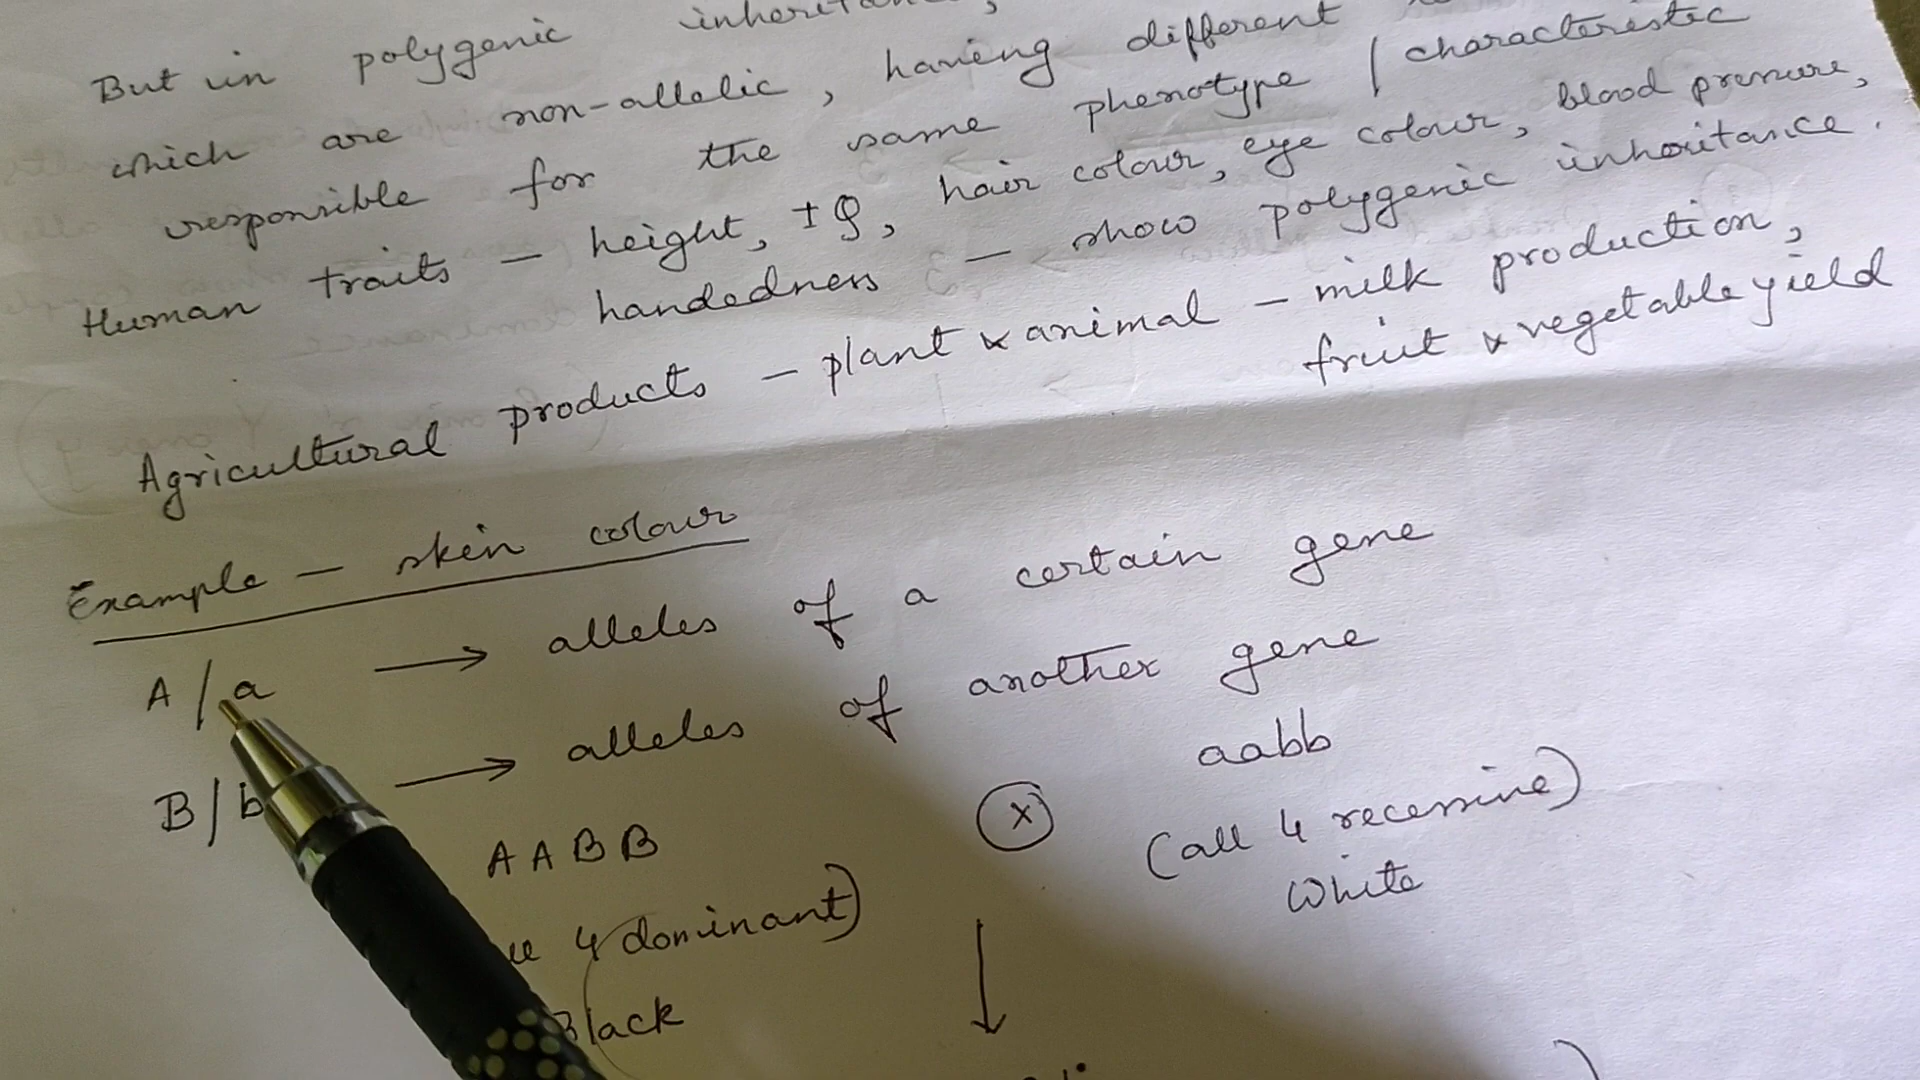 But in polygenic
which are non-allelic, having different
responsible for the same phenotype / characterestic
Human traits - height, IQ, hair colour, eye colour, blood pressure,
handedness - show polygenic inheritance.
Agricultural products - plant & animal - milk production,
fruit & vegetable yield
Example - skin colour
A / a → alleles of a certain gene
B / b → alleles of another gene
AABB ⓧ aabb
4 dominant) (all 4 recessive)
Black White